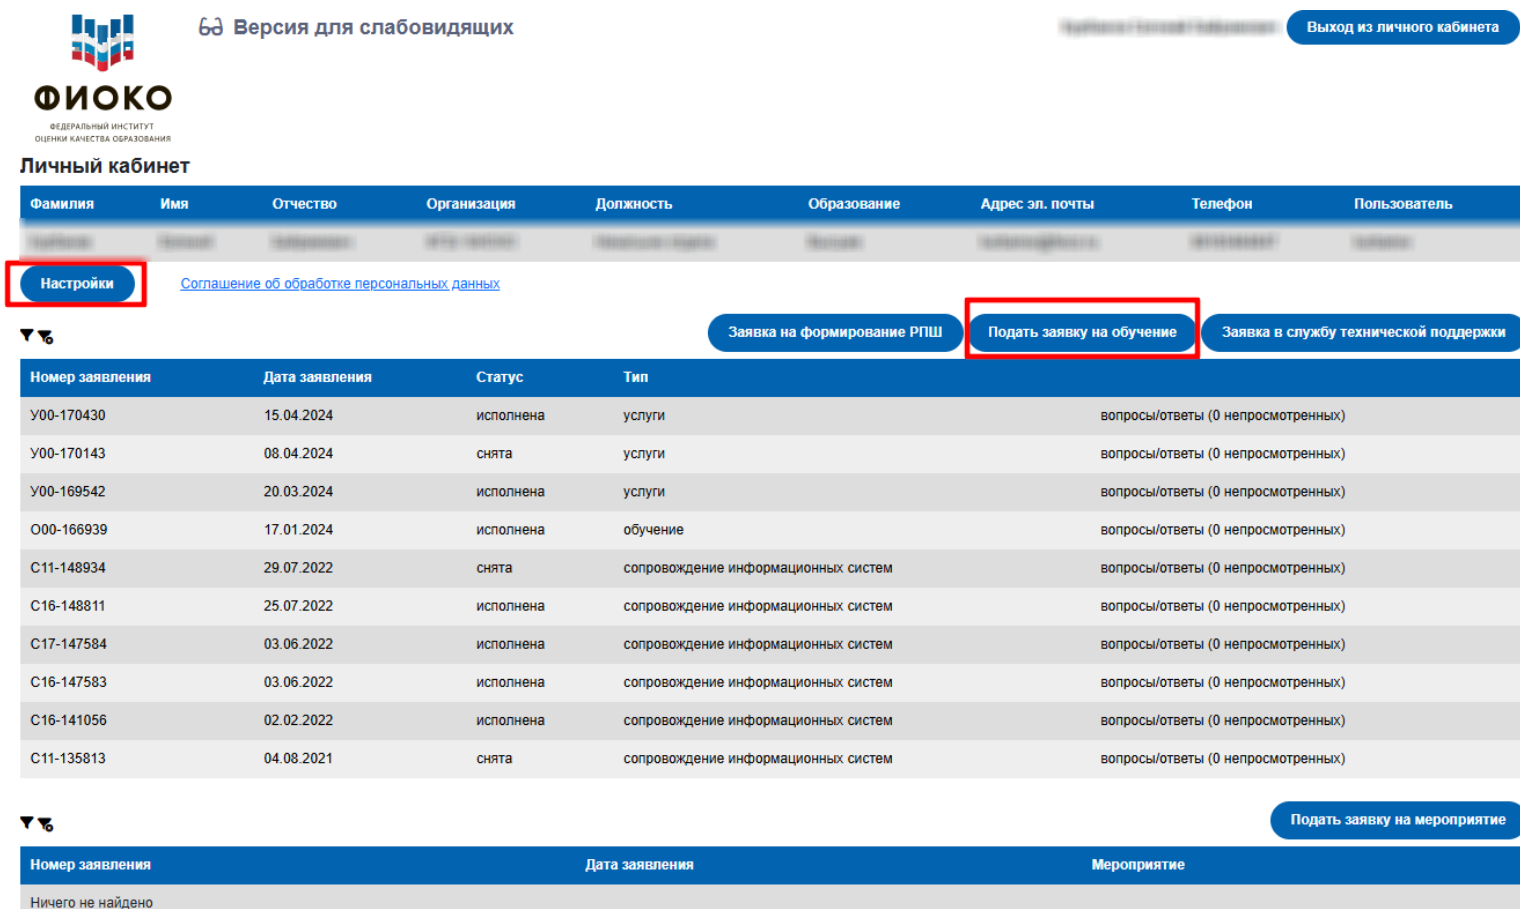 Версия для слабовидящих
Выход из личного кабинета
ФИОКО
ФЕДЕРАЛЬНЫЙ ИНСТИТУТ
ОЦЕНКИ КАЧЕСТВА ОБРАЗОВАНИЯ
Личный кабинет
Фамилия Имя Отчество Организация Должность Образование Адрес эл. почты Телефон Пользователь
Настройки Соглашение об обработке персональных данных
Заявка на формирование РПШ Подать заявку на обучение Заявка в службу технической поддержки
Номер заявления Дата заявления Статус Тип
У00-170430 15.04.2024 исполнена услуги вопросы/ответы (0 непросмотренных)
У00-170143 08.04.2024 снята услуги вопросы/ответы (0 непросмотренных)
У00-169542 20.03.2024 исполнена услуги вопросы/ответы (0 непросмотренных)
О00-166939 17.01.2024 исполнена обучение вопросы/ответы (0 непросмотренных)
С11-148934 29.07.2022 снята сопровождение информационных систем вопросы/ответы (0 непросмотренных)
С16-148811 25.07.2022 исполнена сопровождение информационных систем вопросы/ответы (0 непросмотренных)
С17-147584 03.06.2022 исполнена сопровождение информационных систем вопросы/ответы (0 непросмотренных)
С16-147583 03.06.2022 исполнена сопровождение информационных систем вопросы/ответы (0 непросмотренных)
С16-141056 02.02.2022 исполнена сопровождение информационных систем вопросы/ответы (0 непросмотренных)
С11-135813 04.08.2021 снята сопровождение информационных систем вопросы/ответы (0 непросмотренных)
Подать заявку на мероприятие
Номер заявления Дата заявления Мероприятие
Ничего не найдено